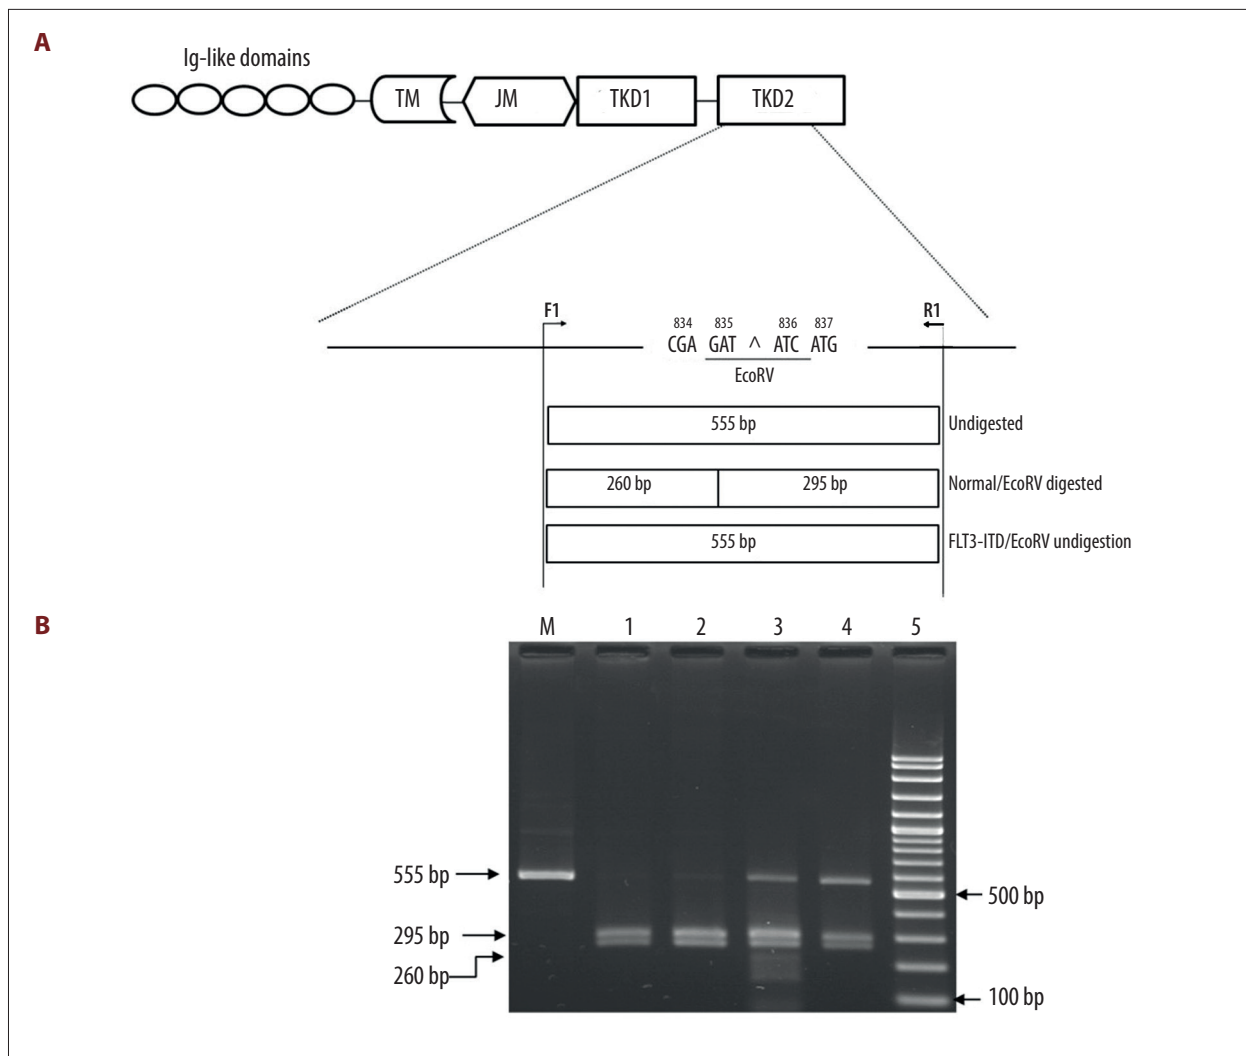 A
Ig-like domains
TM JM TKD1 TKD2
F1 R1
834 835 836 837
CGA GAT ^ ATC ATG
EcoRV
555 bp Undigested
260 bp 295 bp Normal/EcoRV digested
555 bp FLT3-ITD/EcoRV undigestion
B
M 1 2 3 4 5
555 bp
500 bp
295 bp
260 bp
100 bp